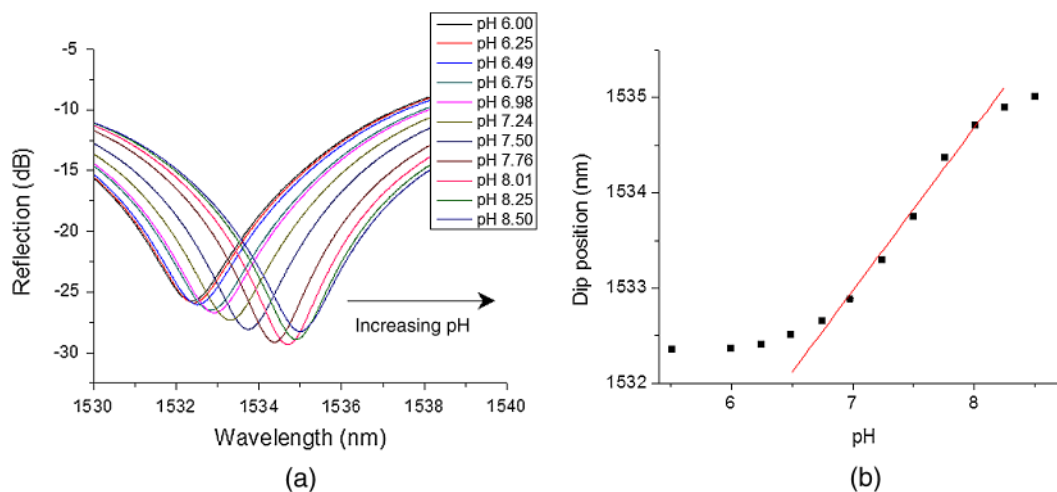 pH 6.00
pH 6.25
pH 6.49
pH 6.75
pH 6.98
pH 7.24
pH 7.50
pH 7.76
pH 8.01
pH 8.25
pH 8.50
-5
-10
-15
-20
-25
-30
Reflection (dB)
Increasing pH
1530 1532 1534 1536 1538 1540
Wavelength (nm)
(a)
1535
1534
1533
1532
Dip position (nm)
6 7 8
pH
(b)